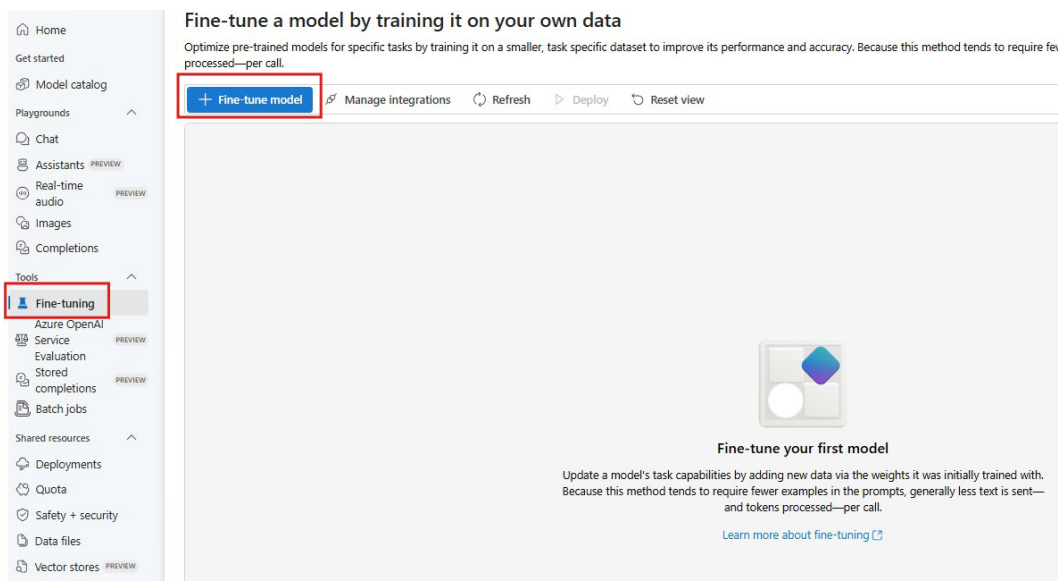 Home
Get started
Model catalog
Playgrounds
Chat
Assistants PREVIEW
Real-time
audio
PREVIEW
Images
Completions
Tools
Fine-tuning
Azure OpenAI
Service
Evaluation
PREVIEW
Stored
completions
PREVIEW
Batch jobs
Shared resources
Deployments
Quota
Safety + security
Data files
Vector stores PREVIEW
Fine-tune a model by training it on your own data
Optimize pre-trained models for specific tasks by training it on a smaller, task specific dataset to improve its performance and accuracy. Because this method tends to require
processed—per call.
Fine-tune model Manage integrations Refresh Deploy Reset view
Fine-tune your first model
Update a model's task capabilities by adding new data via the weights it was initially trained with.
Because this method tends to require fewer examples in the prompts, generally less text is sent—
and tokens processed—per call.
Learn more about fine-tuning